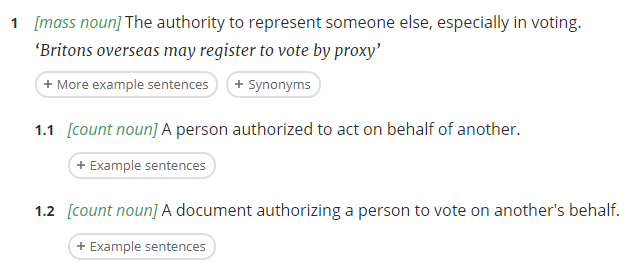 1 [mass noun] The authority to represent someone else, especially in voting.
‘Britons overseas may register to vote by proxy’
+ More example sentences + Synonyms
1.1 [count noun] A person authorized to act on behalf of another.
+ Example sentences
1.2 [count noun] A document authorizing a person to vote on another's behalf.
+ Example sentences